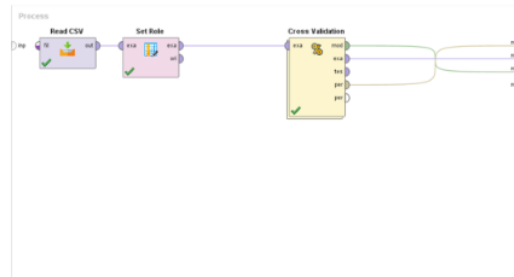 Process
Read CSV
Set Role
Cross Validation
inp
fil
out
exa
exa
ori
exa
mod
exa
tes
per
per